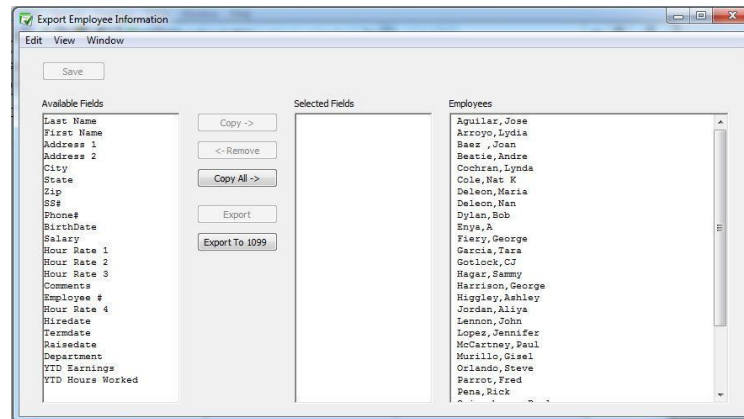 Export Employee Information
Edit View Window
Save
Available Fields
Last Name
First Name
Address 1
Address 2
City
State
Zip
SS#
Phone#
BirthDate
Salary
Hour Rate 1
Hour Rate 2
Hour Rate 3
Comments
Employee #
Hour Rate 4
Hiredate
Termdate
Raisedate
Department
YTD Earnings
YTD Hours Worked
Copy ->
<- Remove
Copy All ->
Export
Export To 1099
Selected Fields
Employees
Aguilar,Jose
Arroyo,Lydia
Baez ,Joan
Beatie,Andre
Cochran,Lynda
Cole,Nat K
Deleon,Maria
Deleon,Nan
Dylan,Bob
Enya,A
Fiery,George
Garcia,Tara
Gotlock,CJ
Hagar,Sammy
Harrison,George
Higgley,Ashley
Jordan,Aliya
Lennon,John
Lopez,Jennifer
McCartney,Paul
Murillo,Gisel
Orlando,Steve
Parrot,Fred
Pena,Rick